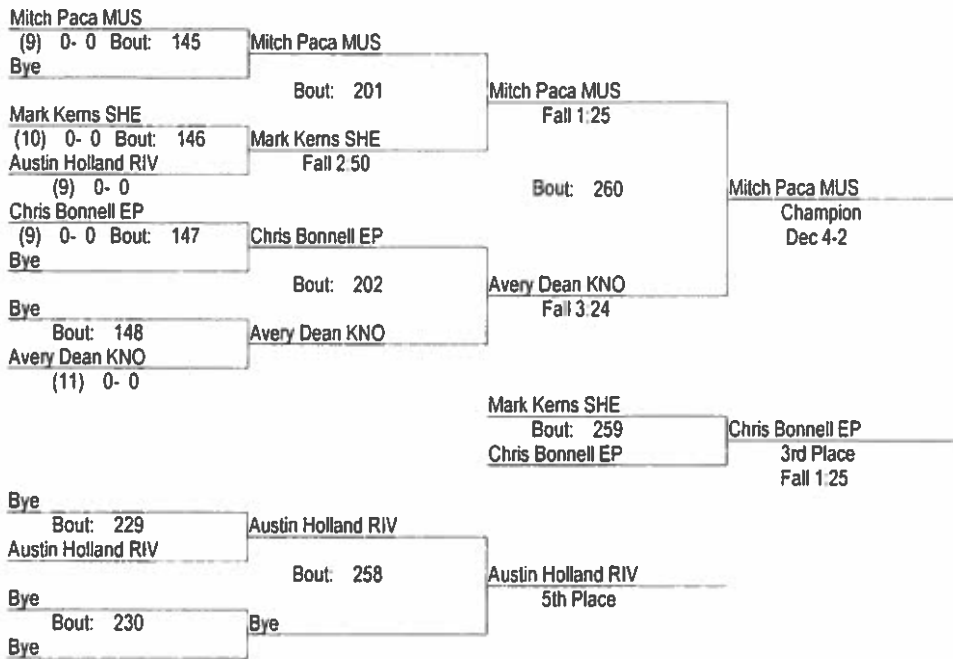 Mitch Paca MUS
(9) 0- 0 Bout: 145
Bye
Mitch Paca MUS
Bout: 201
Mark Kerns SHE
(10) 0- 0 Bout: 146
Austin Holland RIV
(9) 0- 0
Mark Kerns SHE
Fall 2:50
Mitch Paca MUS
Fall 1:25
Chris Bonnell EP
(9) 0- 0 Bout: 147
Bye
Chris Bonnell EP
Bout: 202
Bye
Bout: 148
Avery Dean KNO
(11) 0- 0
Avery Dean KNO
Avery Dean KNO
Fall 3:24
Bout: 260
Mitch Paca MUS
Champion
Dec 4-2
Mark Kerns SHE
Bout: 259
Chris Bonnell EP
Chris Bonnell EP
3rd Place
Fall 1:25
Bye
Bout: 229
Austin Holland RIV
Austin Holland RIV
Bout: 258
Bye
Bout: 230
Bye
Bye
Austin Holland RIV
5th Place